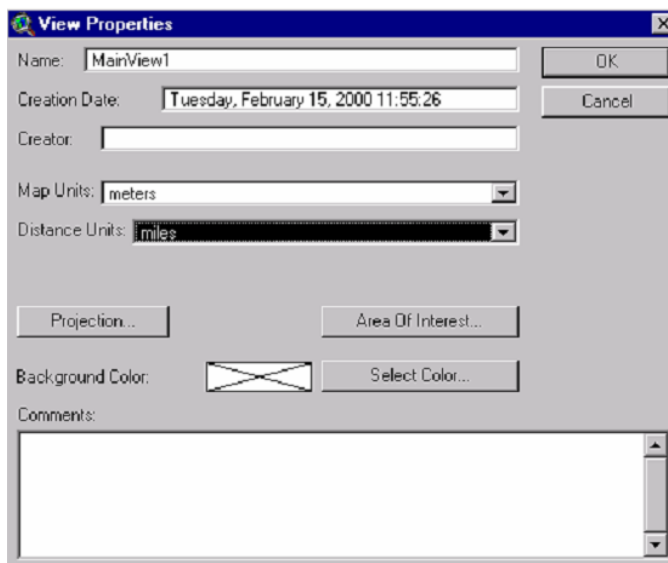 View Properties
Name: MainView1
OK
Creation Date: Tuesday, February 15, 2000 11:55:26
Cancel
Creator:
Map Units: meters
Distance Units: miles
Projection... Area Of Interest...
Background Color: Select Color...
Comments: